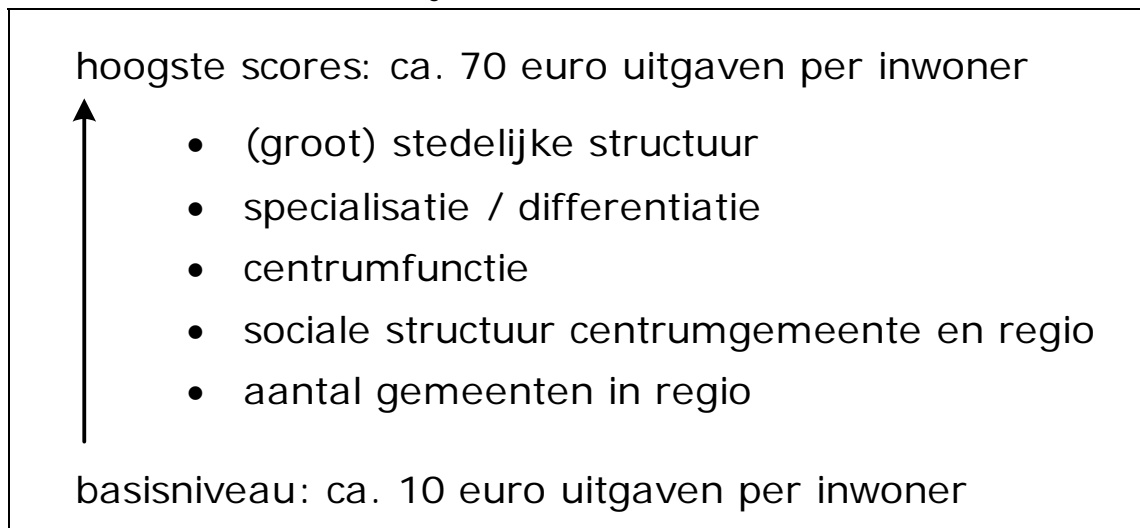 hoogste scores: ca. 70 euro uitgaven per inwoner
• (groot) stedelijke structuur
• specialisatie / differentiatie
• centrumfunctie
• sociale structuur centrumgemeente en regio
• aantal gemeenten in regio
basisniveau: ca. 10 euro uitgaven per inwoner